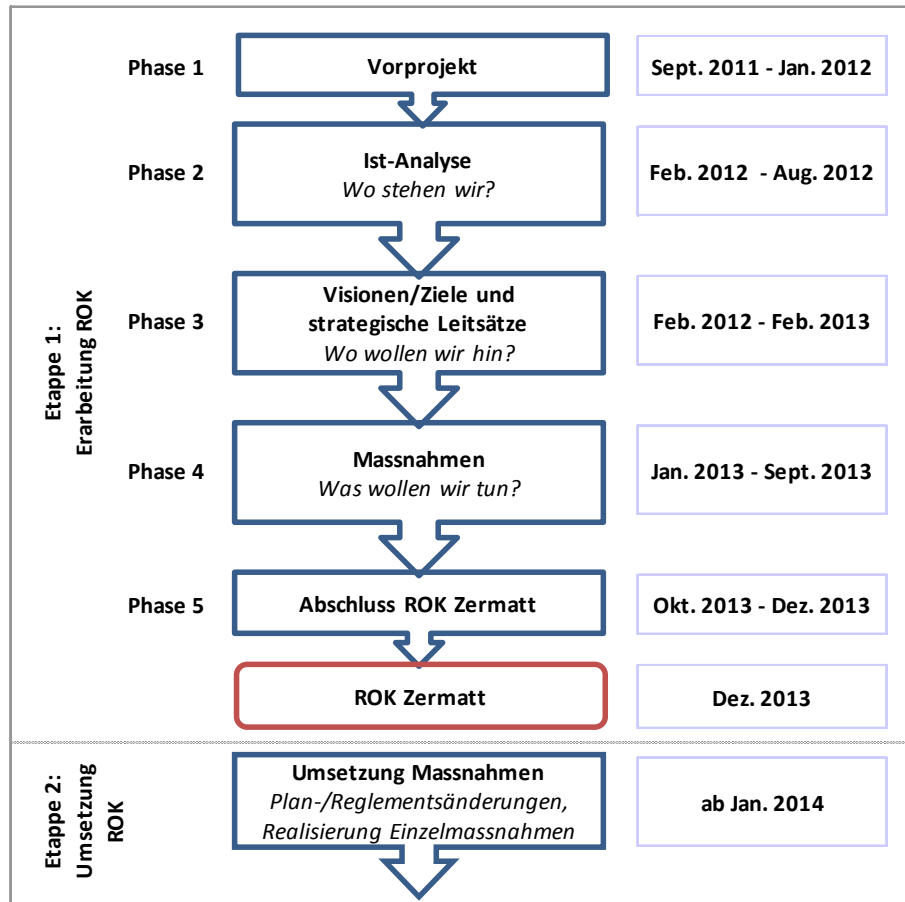 Phase 1
Vorprojekt
Sept. 2011 - Jan. 2012
Phase 2
Ist-Analyse
Wo stehen wir?
Feb. 2012 - Aug. 2012
Etappe 1:
Erarbeitung ROK
Phase 3
Visionen/Ziele und
strategische Leitsätze
Wo wollen wir hin?
Feb. 2012 - Feb. 2013
Phase 4
Massnahmen
Was wollen wir tun?
Jan. 2013 - Sept. 2013
Phase 5
Abschluss ROK Zermatt
Okt. 2013 - Dez. 2013
ROK Zermatt
Dez. 2013
Etappe 2:
Umsetzung
ROK
Umsetzung Massnahmen
Plan-/Reglementsänderungen,
Realisierung Einzelmassnahmen
ab Jan. 2014